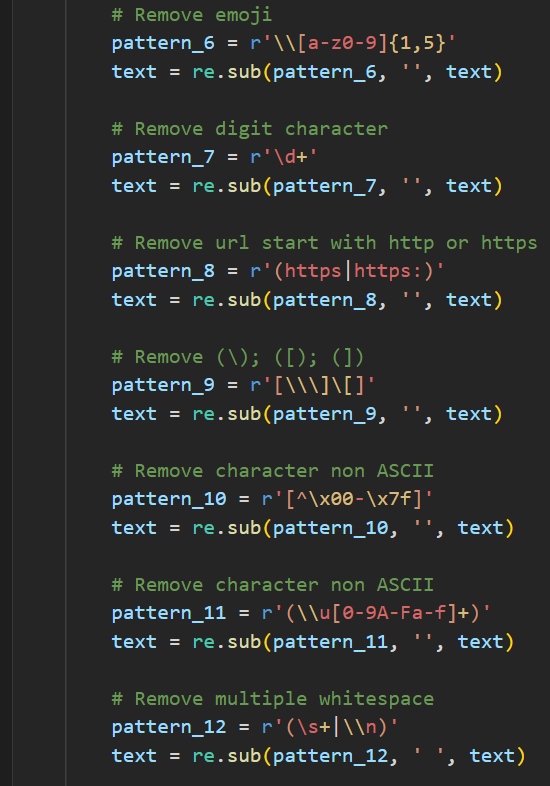 # Remove emoji
pattern_6 = r'\\[a-z0-9]{1,5}'
text = re.sub(pattern_6, '', text)
# Remove digit character
pattern_7 = r'\d+'
text = re.sub(pattern_7, '', text)
# Remove url start with http or https
pattern_8 = r'(https|https:)'
text = re.sub(pattern_8, '', text)
# Remove (\); ([); (])
pattern_9 = r'[\\\]\[]'
text = re.sub(pattern_9, '', text)
# Remove character non ASCII
pattern_10 = r'[^\x00-\x7f]'
text = re.sub(pattern_10, '', text)
# Remove character non ASCII
pattern_11 = r'(\\u[0-9A-Fa-f]+)'
text = re.sub(pattern_11, '', text)
# Remove multiple whitespace
pattern_12 = r'(\s+|\\n)'
text = re.sub(pattern_12, ' ', text)